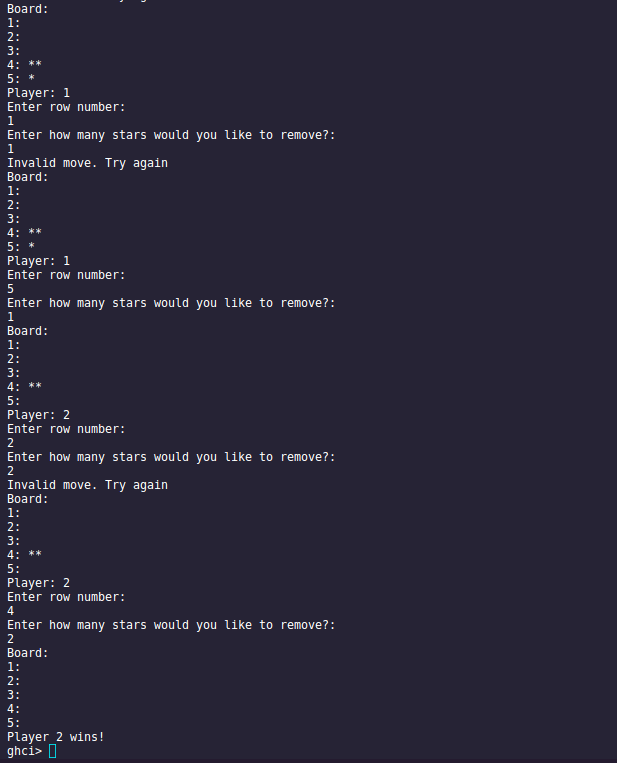 Board:
1:
2:
3:
4: **
5: *
Player: 1
Enter row number:
1
Enter how many stars would you like to remove?:
1
Invalid move. Try again
Board:
1:
2:
3:
4: **
5: *
Player: 1
Enter row number:
5
Enter how many stars would you like to remove?:
1
Board:
1:
2:
3:
4: **
5:
Player: 2
Enter row number:
2
Enter how many stars would you like to remove?:
2
Invalid move. Try again
Board:
1:
2:
3:
4: **
5:
Player: 2
Enter row number:
4
Enter how many stars would you like to remove?:
2
Board:
1:
2:
3:
4:
5:
Player 2 wins!
ghci>